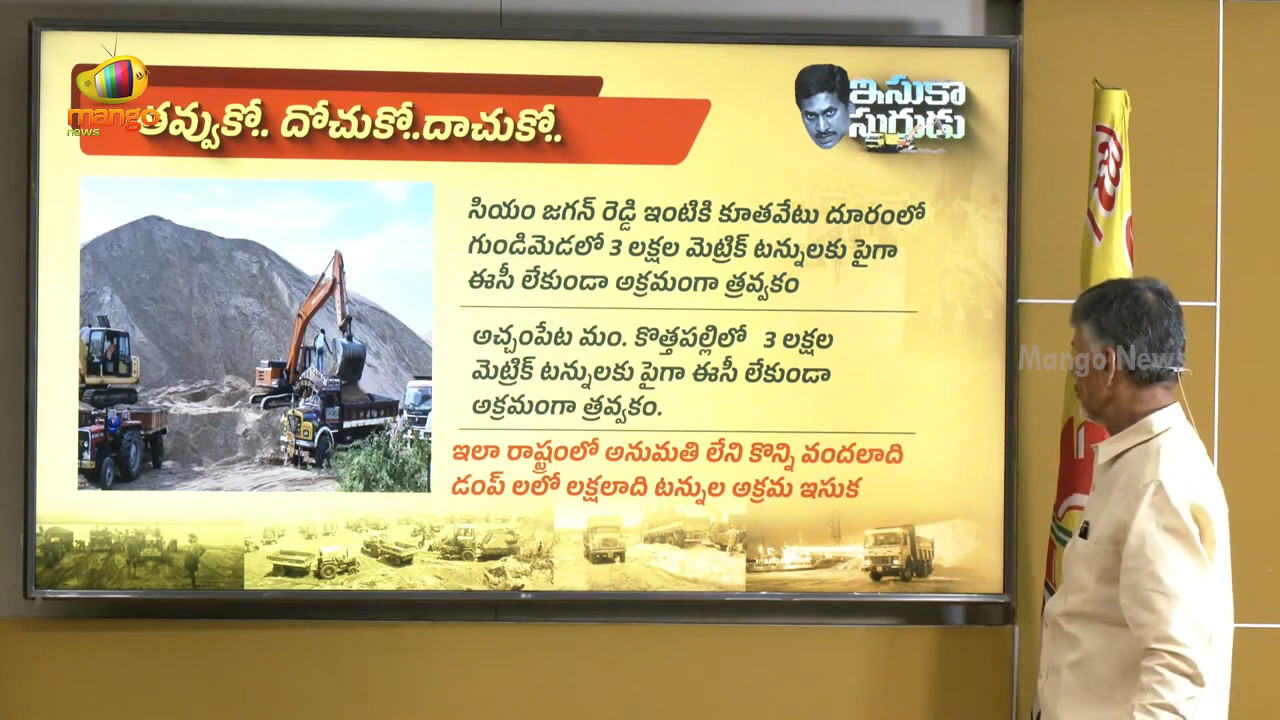 mango
news
తవ్వుకో.. దోచుకో..దాచుకో..
ఇసుకా
సురుడు
సియం జగన్ రెడ్డి ఇంటికి కూతవేటు దూరంలో
గుండిమెడలో 3 లక్షల మెట్రిక్ టన్నులకు పైగా
ఈసీ లేకుండా అక్రమంగా త్రవ్వకం
అచ్చంపేట మం. కొత్తపల్లిలో 3 లక్షల
మెట్రిక్ టన్నులకు పైగా ఈసీ లేకుండా
అక్రమంగా త్రవ్వకం.
ఇలా రాష్ట్రంలో అనుమతి లేని కొన్ని వందలాది
డంప్ లలో లక్షలాది టన్నుల అక్రమ ఇసుక
LG
Mango News